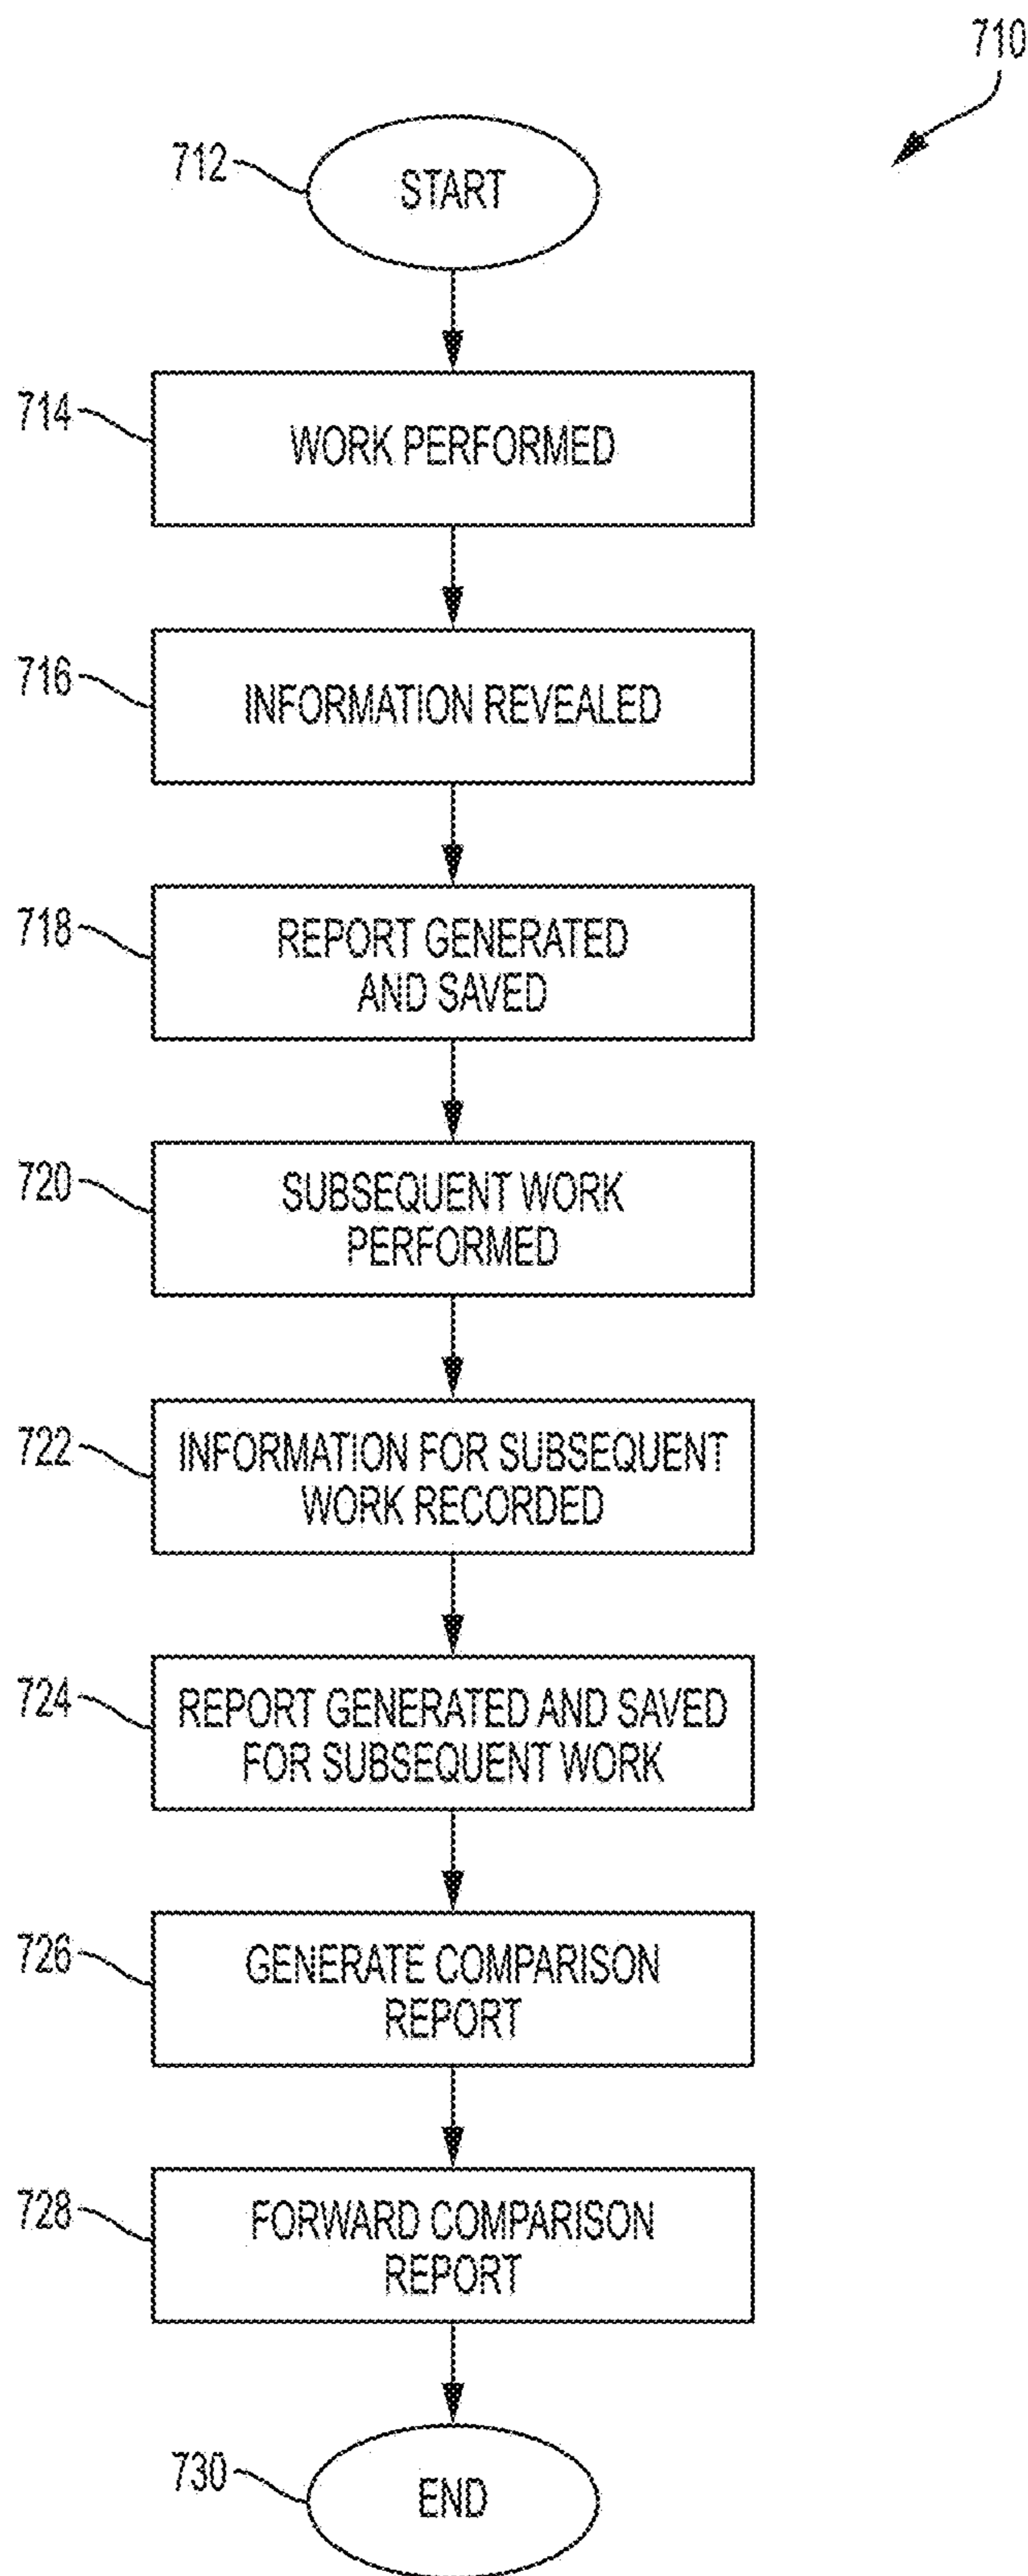 710
712
START
714
WORK PERFORMED
716
INFORMATION REVEALED
718
REPORT GENERATED
AND SAVED
720
SUBSEQUENT WORK
PERFORMED
722
INFORMATION FOR SUBSEQUENT
WORK RECORDED
724
REPORT GENERATED AND SAVED
FOR SUBSEQUENT WORK
726
GENERATE COMPARISON
REPORT
728
FORWARD COMPARISON
REPORT
730
END